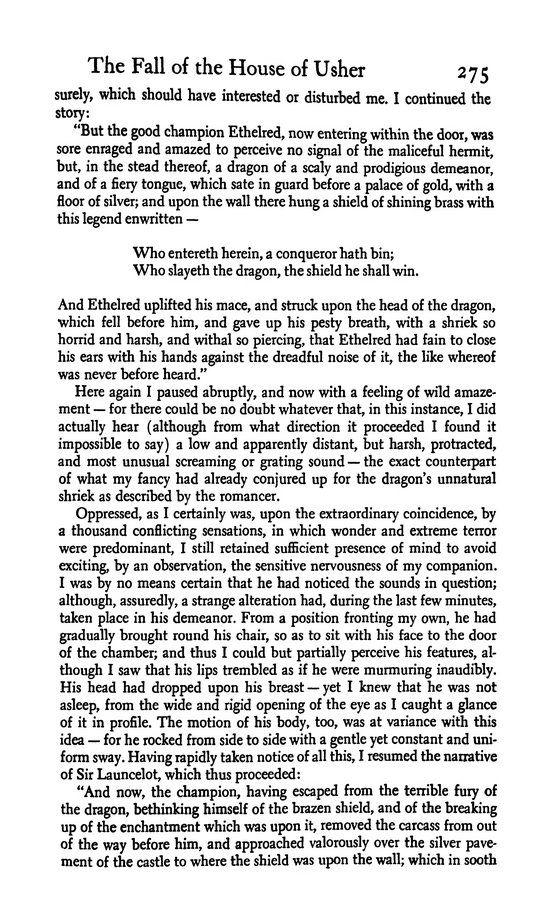 The Fall of the House of Usher 275
surely, which should have interested or disturbed me. I continued the
story:
“But the good champion Ethelred, now entering within the door, was
sore enraged and amazed to perceive no signal of the maliceful hermit,
but, in the stead thereof, a dragon of a scaly and prodigious demeanor,
and of a fiery tongue, which sate in guard before a palace of gold, with a
floor of silver; and upon the wall there hung a shield of shining brass with
this legend enwritten —
Who entereth herein, a conqueror hath bin;
Who slayeth the dragon, the shield he shall win.
And Ethelred uplifted his mace, and struck upon the head of the dragon,
which fell before him, and gave up his pesty breath, with a shriek so
horrid and harsh, and withal so piercing, that Ethelred had fain to close
his ears with his hands against the dreadful noise of it, the like whereof
was never before heard.”
Here again I paused abruptly, and now with a feeling of wild amaze-
ment — for there could be no doubt whatever that, in this instance, I did
actually hear (although from what direction it proceeded I found it
impossible to say) a low and apparently distant, but harsh, protracted,
and most unusual screaming or grating sound — the exact counterpart
of what my fancy had already conjured up for the dragon’s unnatural
shriek as described by the romancer.
Oppressed, as I certainly was, upon the extraordinary coincidence, by
a thousand conflicting sensations, in which wonder and extreme terror
were predominant, I still retained sufficient presence of mind to avoid
exciting, by an observation, the sensitive nervousness of my companion.
I was by no means certain that he had noticed the sounds in question;
although, assuredly, a strange alteration had, during the last few minutes,
taken place in his demeanor. From a position fronting my own, he had
gradually brought round his chair, so as to sit with his face to the door
of the chamber; and thus I could but partially perceive his features, al-
though I saw that his lips trembled as if he were murmuring inaudibly.
His head had dropped upon his breast — yet I knew that he was not
asleep, from the wide and rigid opening of the eye as I caught a glance
of it in profile. The motion of his body, too, was at variance with this
idea — for he rocked from side to side with a gentle yet constant and uni-
form sway. Having rapidly taken notice of all this, I resumed the narrative
of Sir Launcelot, which thus proceeded:
“And now, the champion, having escaped from the terrible fury of
the dragon, bethinking himself of the brazen shield, and of the breaking
up of the enchantment which was upon it, removed the carcass from out
of the way before him, and approached valorously over the silver pave-
ment of the castle to where the shield was upon the wall; which in sooth